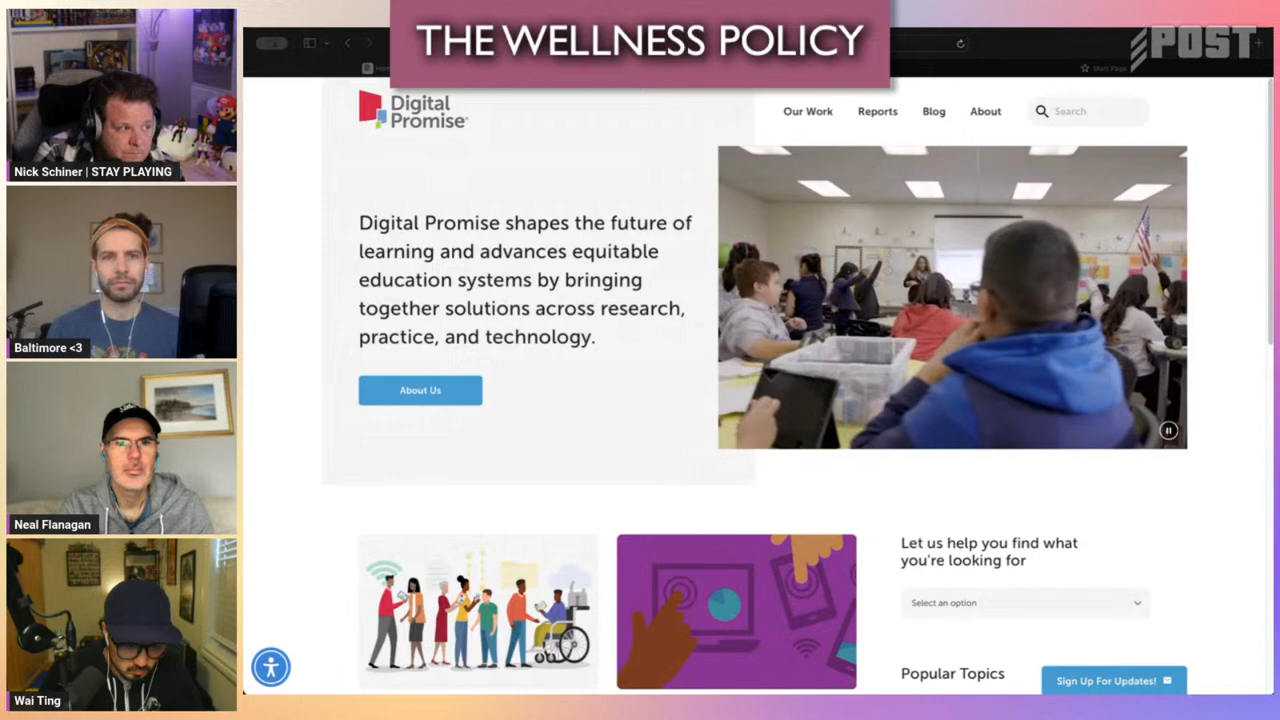 THE WELLNESS POLICY
POST
Start Page
Digital
Promise
Our Work
Reports
Blog
About
Search
Digital Promise shapes the future of
learning and advances equitable
education systems by bringing
together solutions across research,
practice, and technology.
About Us
Let us help you find what
you're looking for
Select an option
Popular Topics
Sign Up For Updates!
Nick Schiner | STAY PLAYING
Baltimore <3
Neal Flanagan
Wai Ting